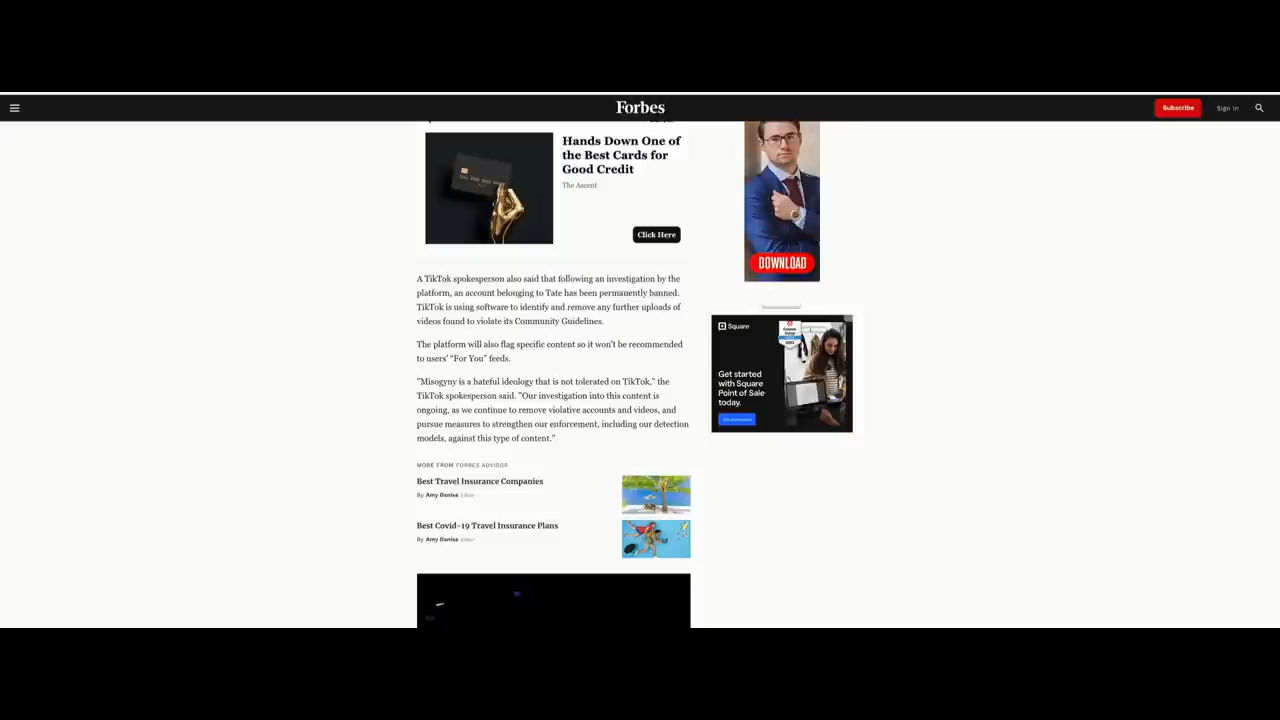 Forbes
Subscribe
Sign In
Hands Down One of
the Best Cards for
Good Credit
The Ascent
Click Here
DOWNLOAD
A TikTok spokesperson also said that following an investigation by the
platform, an account belonging to Tate has been permanently banned.
TikTok is using software to identify and remove any further uploads of
videos found to violate its Community Guidelines.
The platform will also flag specific content so it won't be recommended
to users' “For You” feeds.
"Misogyny is a hateful ideology that is not tolerated on TikTok," the
TikTok spokesperson said. "Our investigation into this content is
ongoing, as we continue to remove violative accounts and videos, and
pursue measures to strengthen our enforcement, including our detection
models, against this type of content."
Square
Get started
with Square
Point of Sale
today.
MORE FROM FORBES ADVISOR
Best Travel Insurance Companies
By Amy Danise Editor
Best Covid-19 Travel Insurance Plans
By Amy Danise Editor